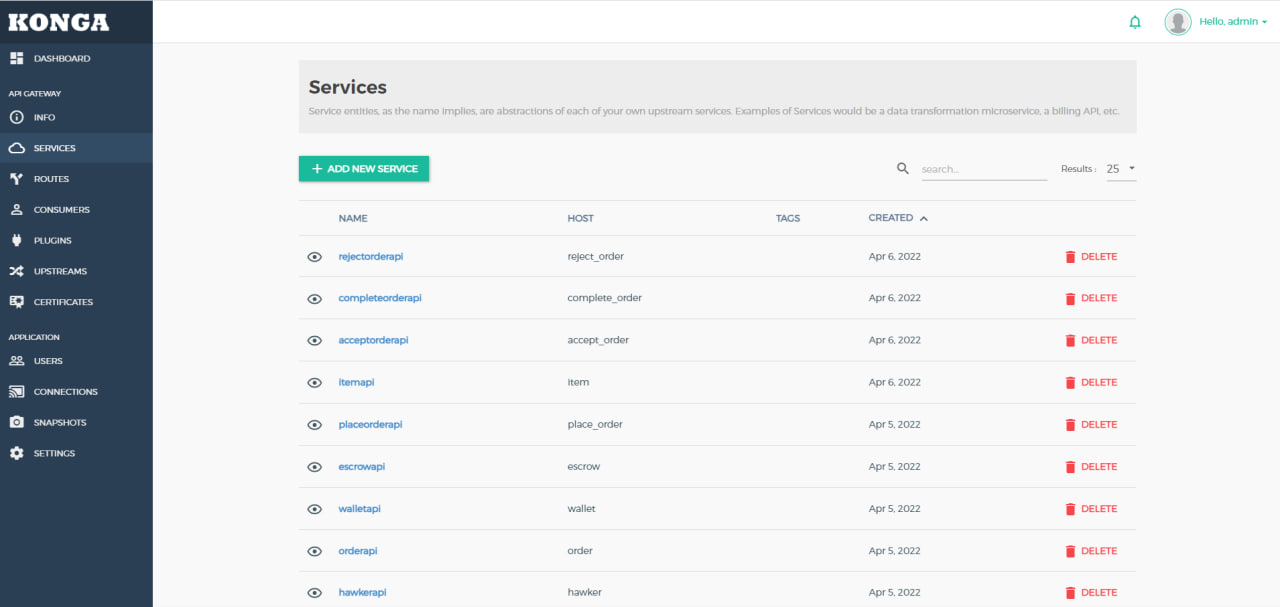 KONGA
Hello, admin
DASHBOARD
API GATEWAY
INFO
SERVICES
ROUTES
CONSUMERS
PLUGINS
UPSTREAMS
CERTIFICATES
APPLICATION
USERS
CONNECTIONS
SNAPSHOTS
SETTINGS
Services
Service entities, as the name implies, are abstractions of each of your own upstream services. Examples of Services would be a data transformation microservice, a billing API, etc.
+ ADD NEW SERVICE
search...
Results : 25
NAME HOST TAGS CREATED
rejectorderapi reject_order Apr 6, 2022 DELETE
completeorderapi complete_order Apr 6, 2022 DELETE
acceptorderapi accept_order Apr 6, 2022 DELETE
itemapi item Apr 6, 2022 DELETE
placeorderapi place_order Apr 5, 2022 DELETE
escrowapi escrow Apr 5, 2022 DELETE
walletapi wallet Apr 5, 2022 DELETE
orderapi order Apr 5, 2022 DELETE
hawkerapi hawker Apr 5, 2022 DELETE